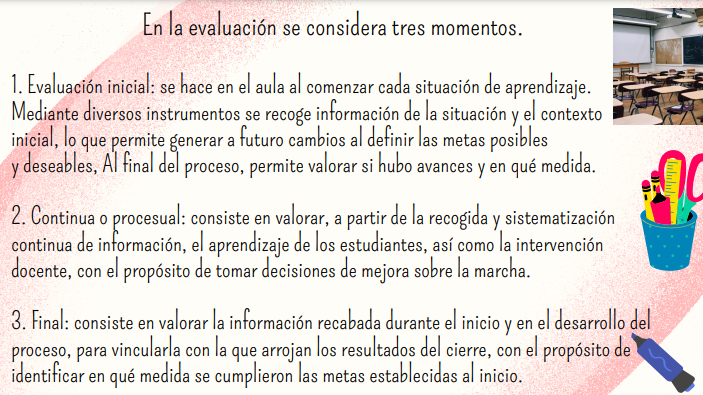 En la evaluación se considera tres momentos.
1. Evaluación inicial: se hace en el aula al comenzar cada situación de aprendizaje.
Mediante diversos instrumentos se recoge información de la situación y el contexto
inicial, lo que permite generar a futuro cambios al definir las metas posibles
y deseables, Al final del proceso, permite valorar si hubo avances y en qué medida.
2. Continua o procesual: consiste en valorar, a partir de la recogida y sistematización
continua de información, el aprendizaje de los estudiantes, así como la intervención
docente, con el propósito de tomar decisiones de mejora sobre la marcha.
3. Final: consiste en valorar la información recabada durante el inicio y en el desarrollo del
proceso, para vincularla con la que arrojan los resultados del cierre, con el propósito de
identificar en qué medida se cumplieron las metas establecidas al inicio.